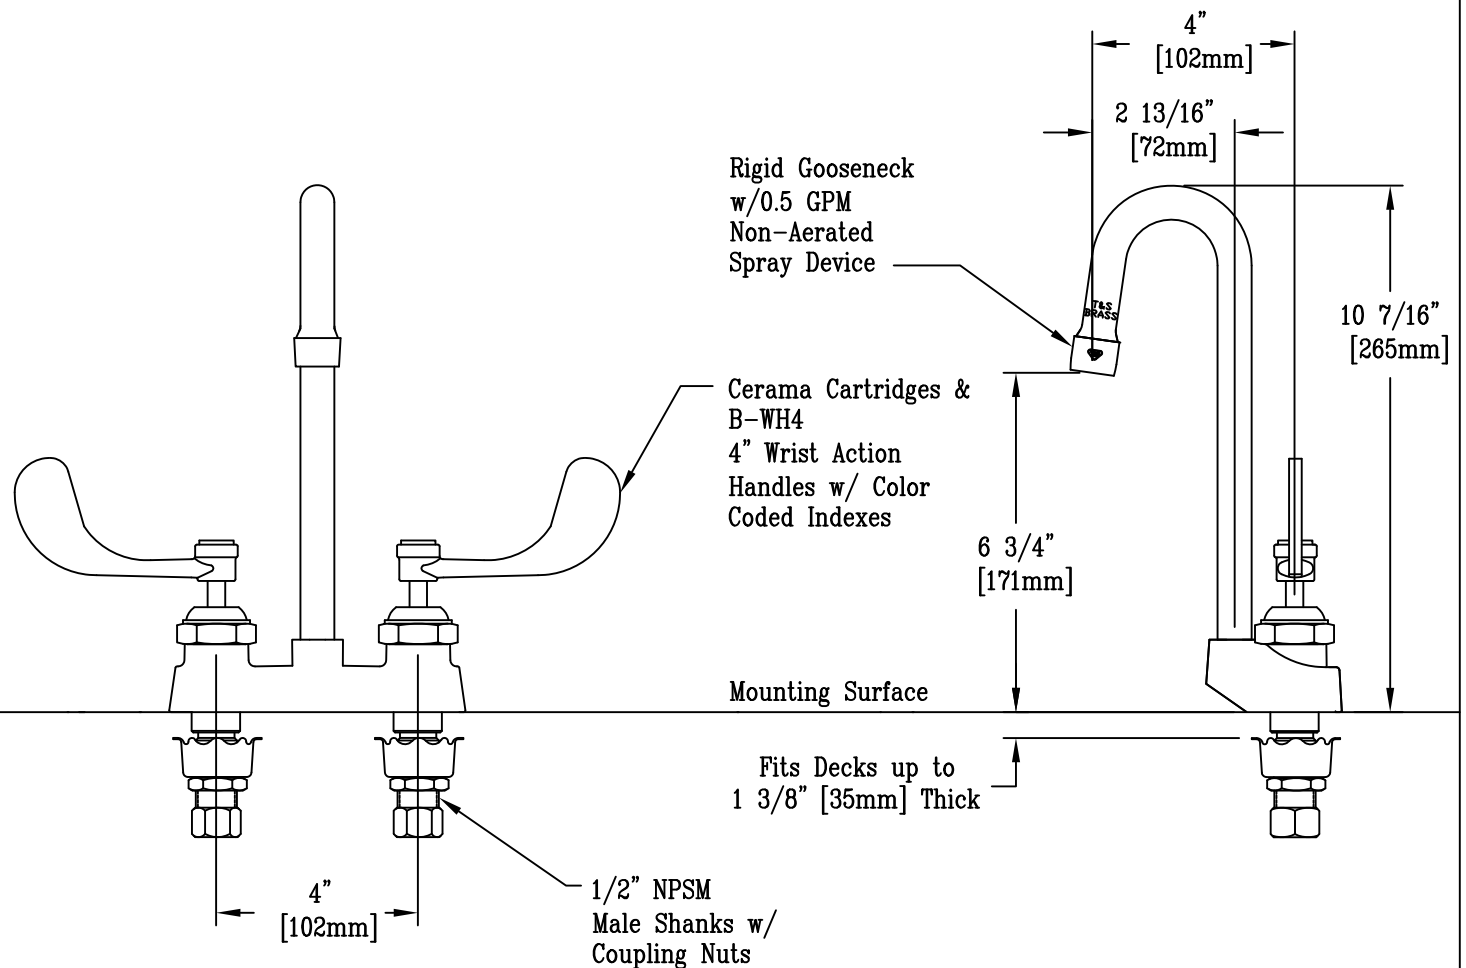 4"
[102mm]
2 13/16"
[72mm]
Rigid Gooseneck
w/0.5 GPM
Non-Aerated
Spray Device
T&S
BRASS
10 7/16"
[265mm]
Cerama Cartridges &
B-WH4
4" Wrist Action
Handles w/ Color
Coded Indexes
6 3/4"
[171mm]
Mounting Surface
Fits Decks up to
1 3/8" [35mm] Thick
4"
[102mm]
1/2" NPSM
Male Shanks w/
Coupling Nuts